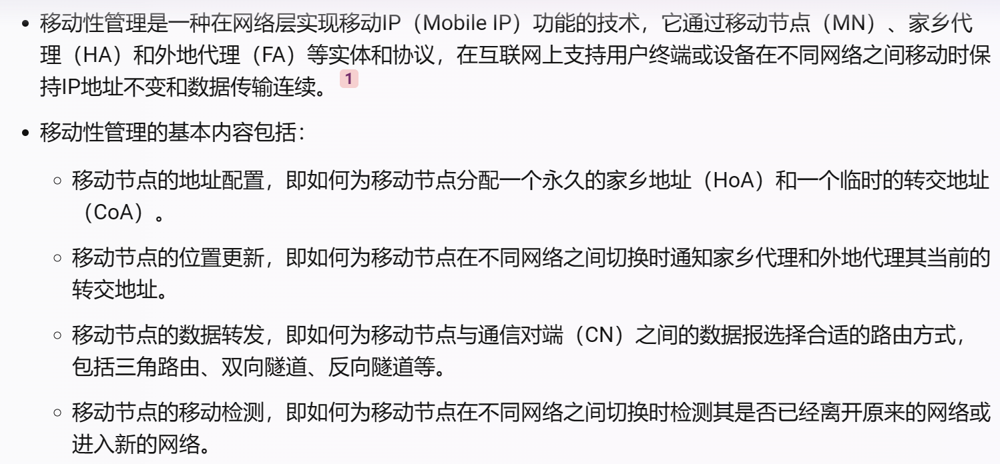 • 移动性管理是一种在网络层实现移动IP（Mobile IP）功能的技术，它通过移动节点（MN）、家乡代
理（HA）和外地代理（FA）等实体和协议，在互联网上支持用户终端或设备在不同网络之间移动时保
持IP地址不变和数据传输连续。 1
• 移动性管理的基本内容包括：
◦ 移动节点的地址配置，即如何为移动节点分配一个永久的家乡地址（HoA）和一个临时的转交地址
（CoA）。
◦ 移动节点的位置更新，即如何为移动节点在不同网络之间切换时通知家乡代理和外地代理其当前的
转交地址。
◦ 移动节点的数据转发，即如何为移动节点与通信对端（CN）之间的数据报选择合适的路由方式，
包括三角路由、双向隧道、反向隧道等。
◦ 移动节点的移动检测，即如何为移动节点在不同网络之间切换时检测其是否已经离开原来的网络或
进入新的网络。